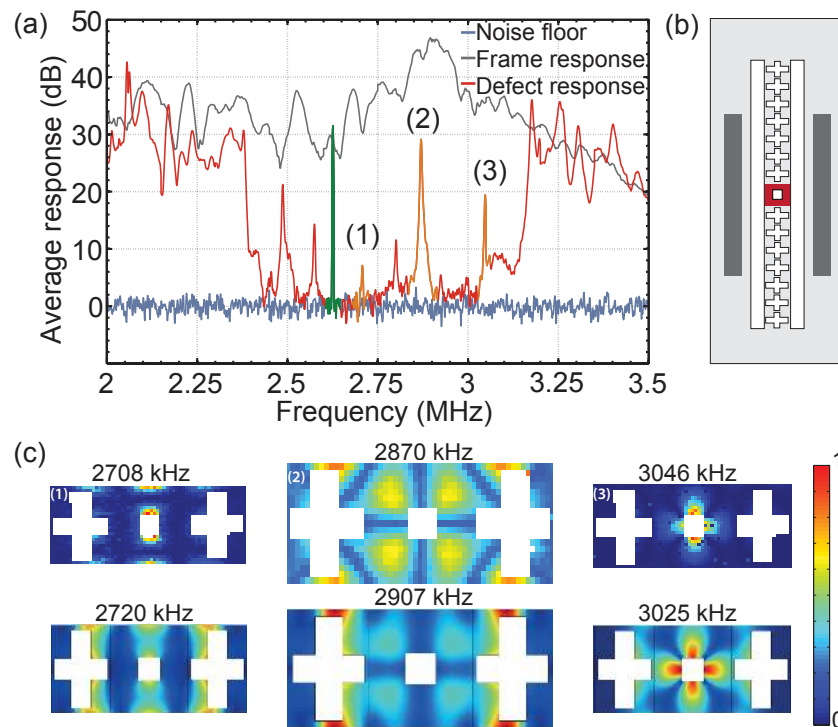 (a)
(b)
50
40
30
20
10
0
Average response (dB)
Noise floor
Frame response
Defect response
(1)
(2)
(3)
2
2.25
2.5
2.75
3
3.25
3.5
Frequency (MHz)
(c)
2708 kHz
2870 kHz
3046 kHz
1
(1)
(2)
(3)
2720 kHz
2907 kHz
3025 kHz
0